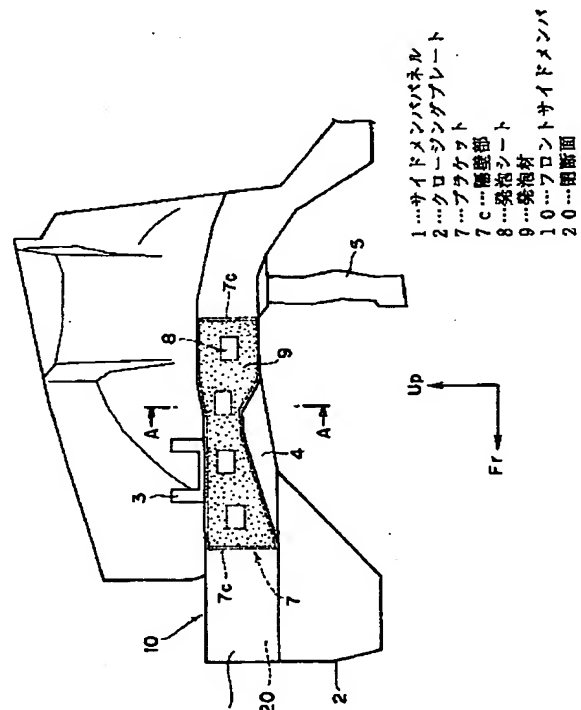 1…サイドメンバパネル
2…クロージングプレート
7…ブラケット
7c…隔壁部
8…発泡シート
9…発泡材
10…フロントサイドメンバ
20…閉断面
3
A
A
7c
8
9
5
4
7c
7
10
20
2
Up
Fr